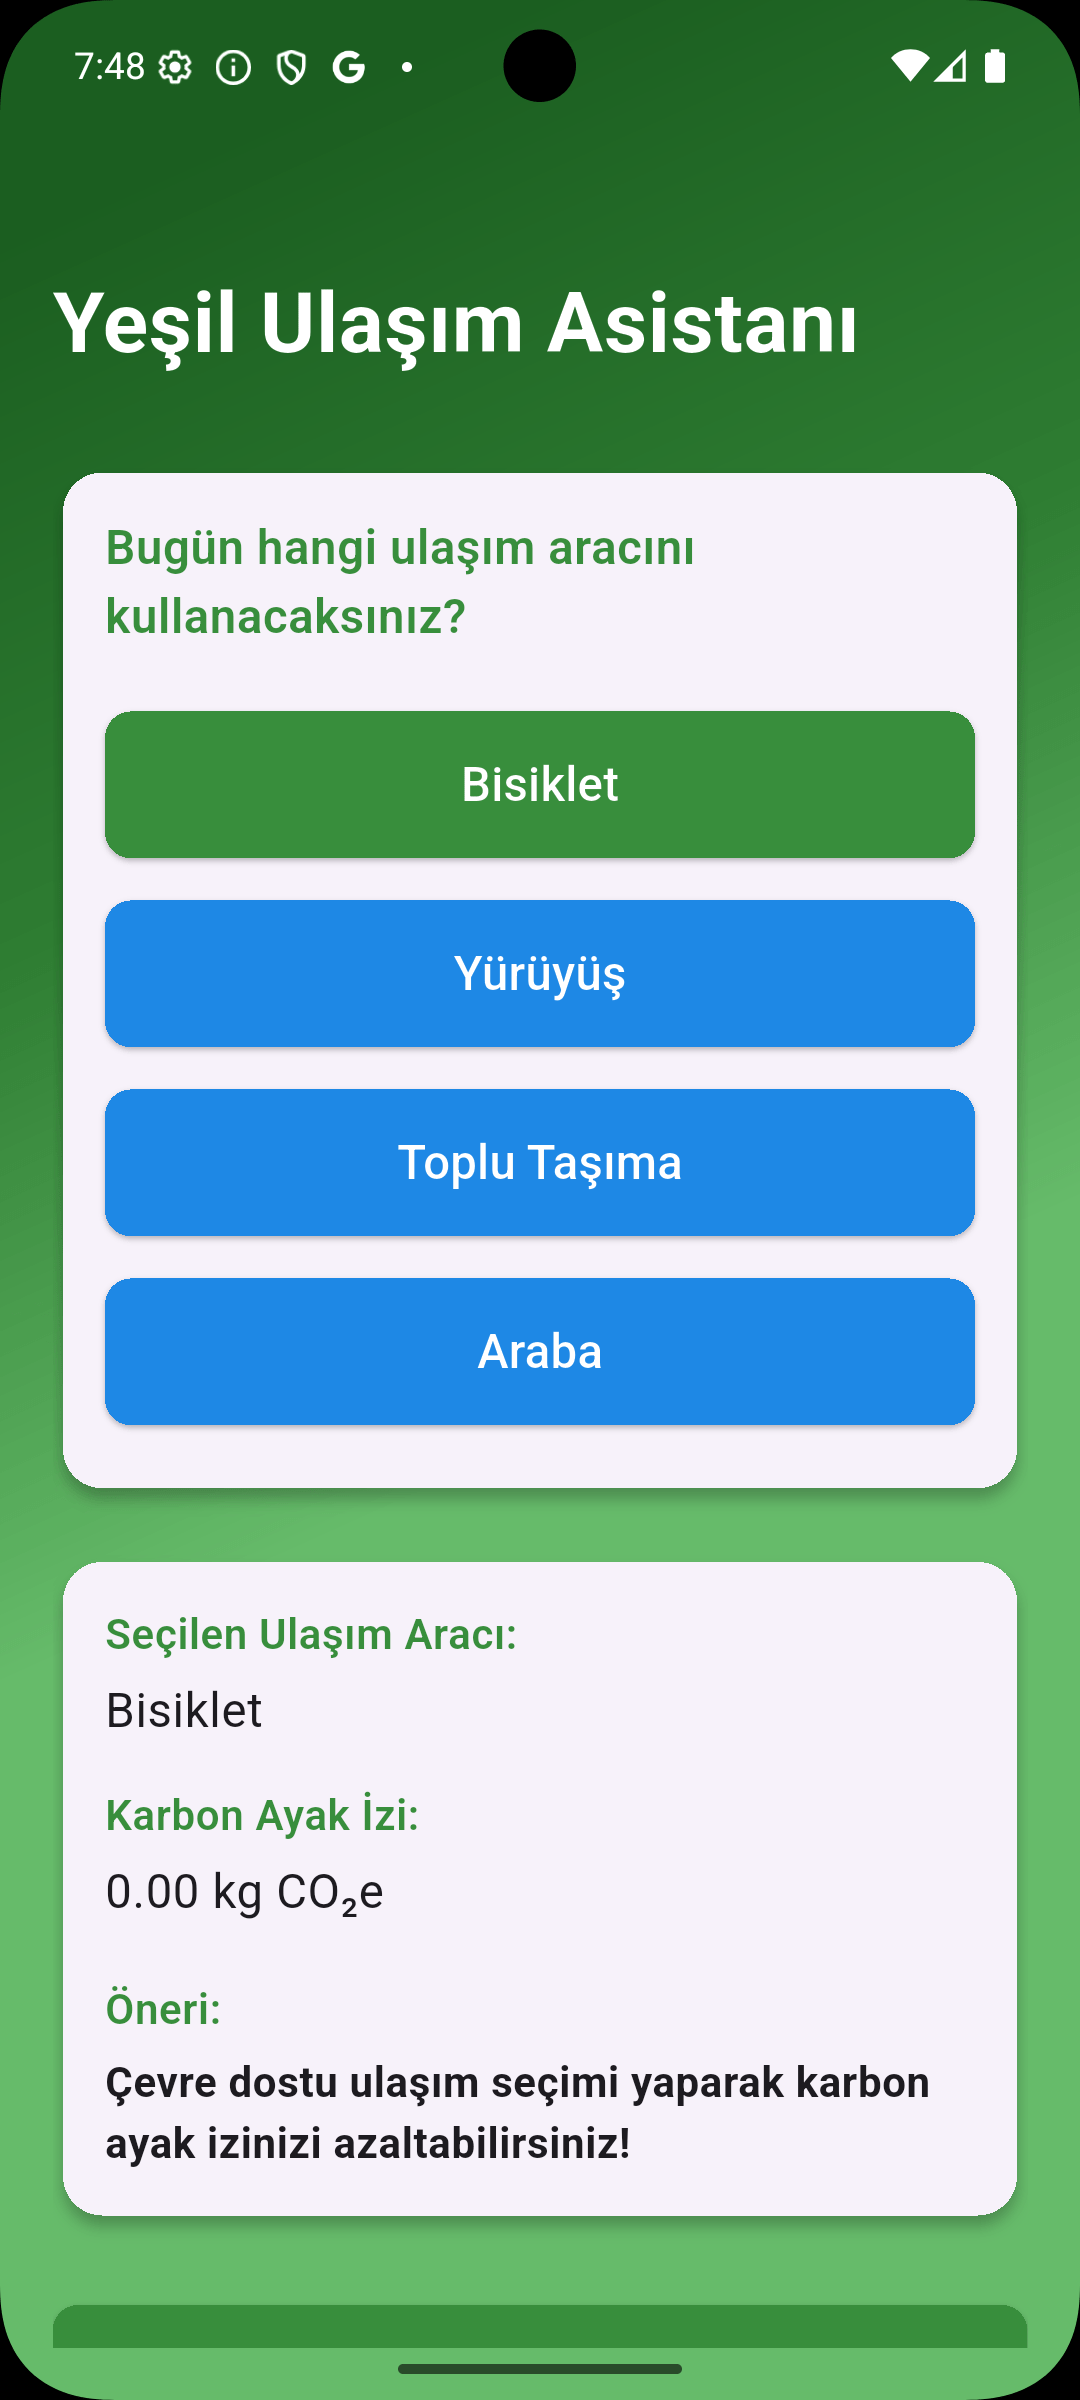 7:48
Yeşil Ulaşım Asistanı
Bugün hangi ulaşım aracını
kullanacaksınız?
Bisiklet
Yürüyüş
Toplu Taşıma
Araba
Seçilen Ulaşım Aracı:
Bisiklet
Karbon Ayak İzi:
0.00 kg CO₂e
Öneri:
Çevre dostu ulaşım seçimi yaparak karbon
ayak izinizi azaltabilirsiniz!